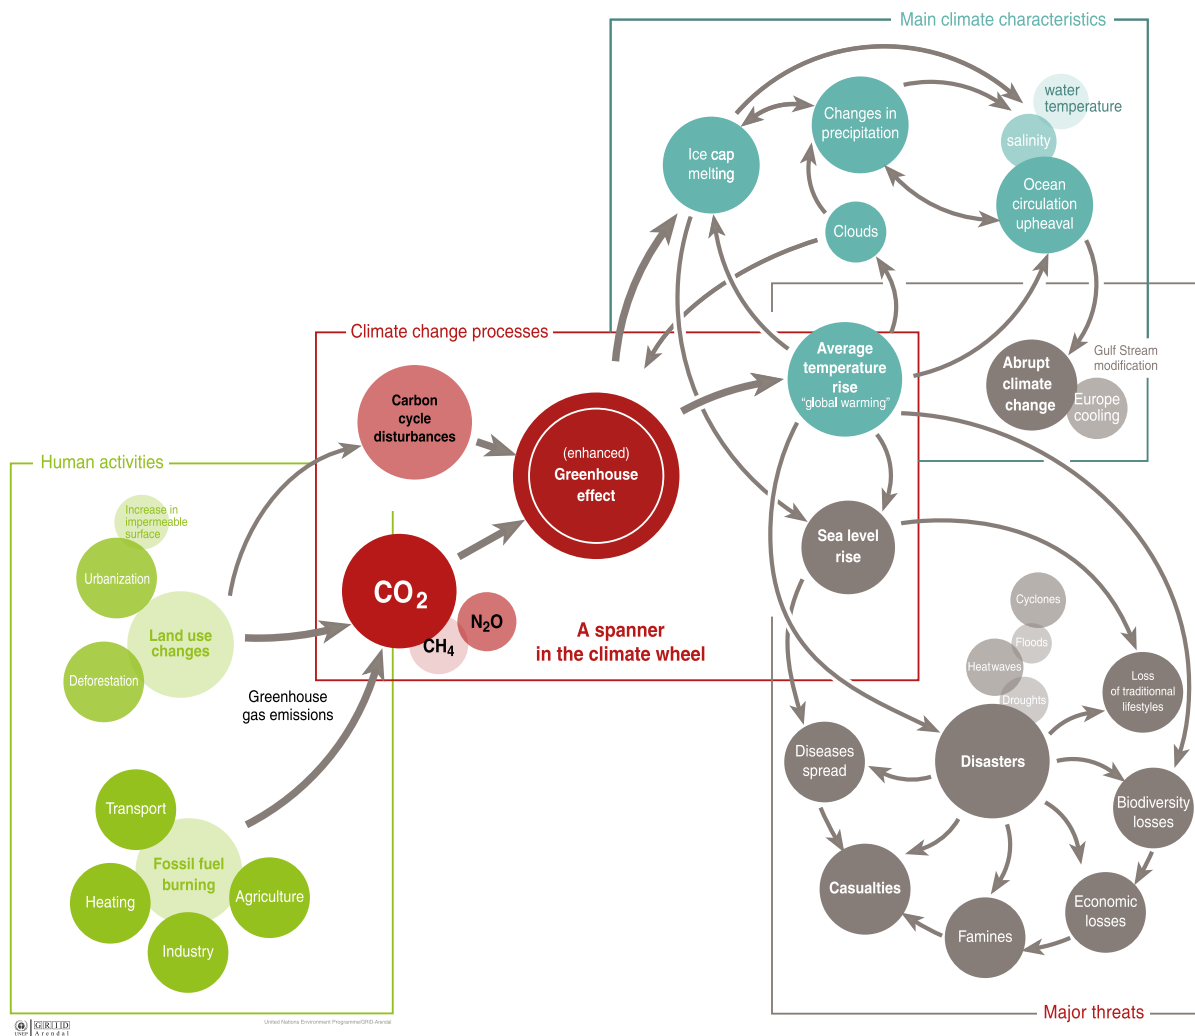 Main climate characteristics
water
temperature
Changes in
precipitation
salinity
Ice cap
melting
Ocean
circulation
upheaval
Clouds
Climate change processes
Average
temperature
rise
“global warming”
Gulf Stream
modification
Abrupt
climate
change
Europe
cooling
Carbon
cycle
disturbances
(enhanced)
Greenhouse
effect
Human activities
Increase in
impermeable
surface
Urbanization
Land use
changes
Deforestation
CO2
CH4
N2O
A spanner
in the climate wheel
Greenhouse
gas emissions
Sea level
rise
Cyclones
Floods
Heatwaves
Droughts
Loss
of traditionnal
lifestyles
Diseases
spread
Disasters
Biodiversity
losses
Transport
Fossil fuel
burning
Heating
Agriculture
Industry
Casualties
Economic
losses
Famines
Major threats
UNEP
GRID
Arendal
United Nations Environment Programme/GRID-Arendal